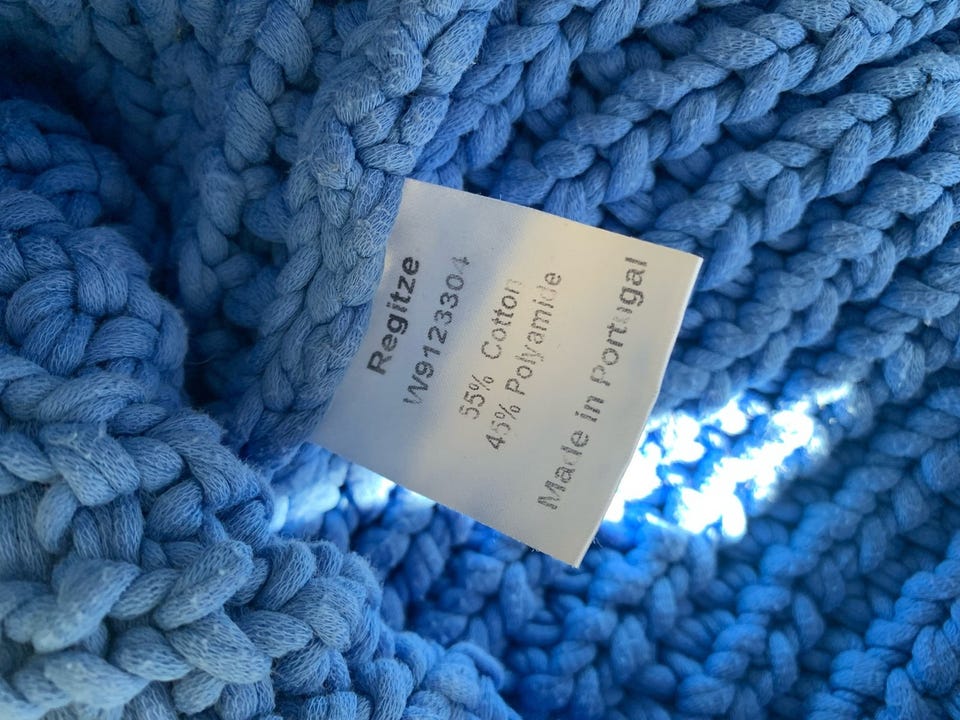 Regitze
W9123304
55% Cotton
45% Polyamide
Made in Portugal